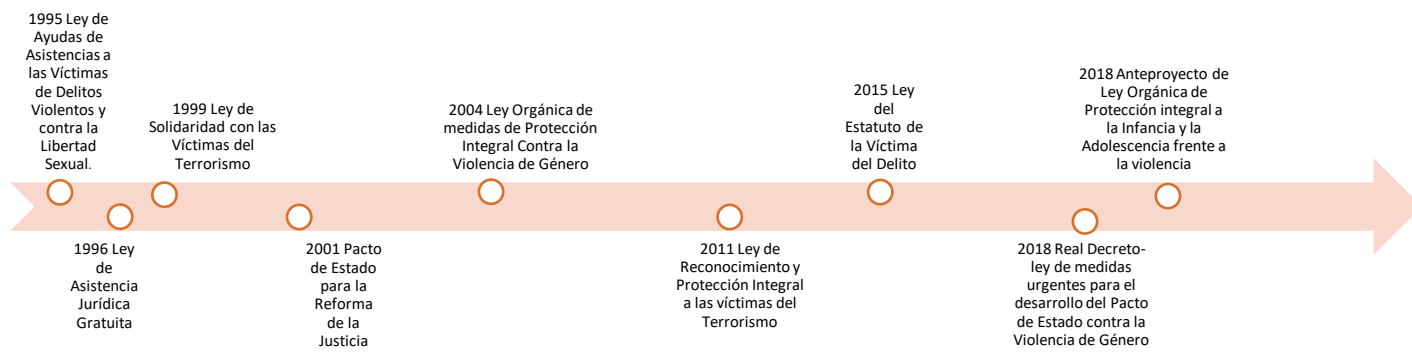 1995 Ley de
Ayudas de
Asistencias a
las Víctimas
de Delitos
Violentos y
contra la
Libertad
Sexual.
1996 Ley
de
Asistencia
Jurídica
Gratuita
1999 Ley de
Solidaridad con las
Víctimas del
Terrorismo
2001 Pacto
de Estado
para la
Reforma
de la
Justicia
2004 Ley Orgánica de
medidas de Protección
Integral Contra la
Violencia de Género
2011 Ley de
Reconocimiento y
Protección Integral
a las víctimas del
Terrorismo
2015 Ley
del
Estatuto de
la Víctima
del Delito
2018 Real Decreto-
ley de medidas
urgentes para el
desarrollo del Pacto
de Estado contra la
Violencia de Género
2018 Anteproyecto de
Ley Orgánica de
Protección integral a
la Infancia y la
Adolescencia frente a
la violencia